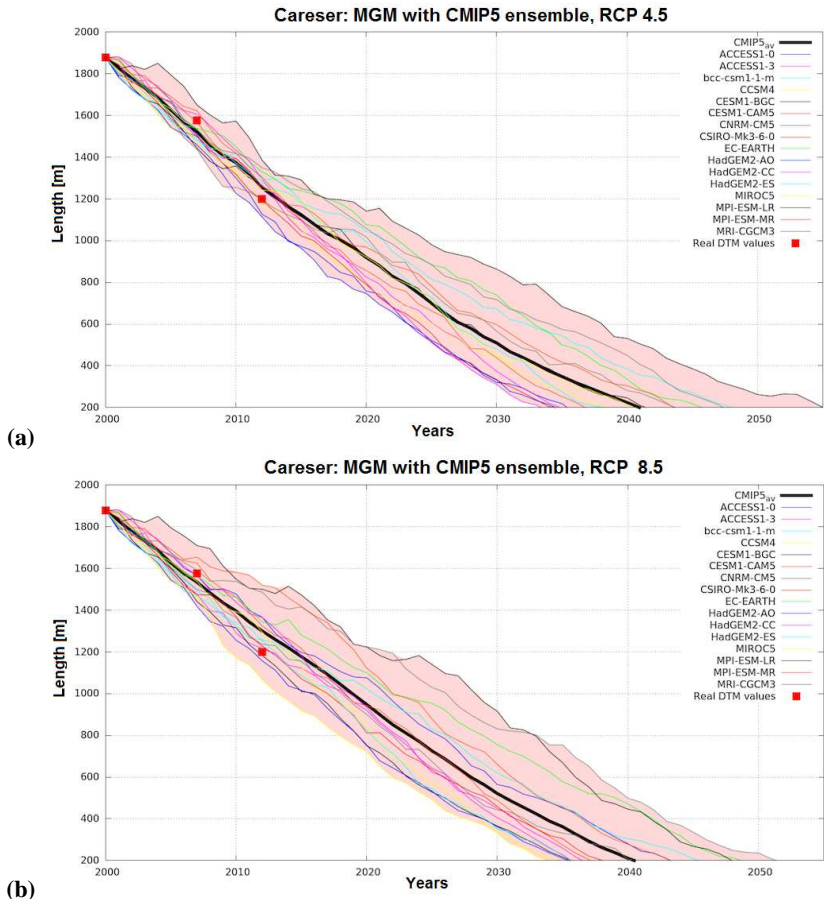 Careser: MGM with CMIP5 ensemble, RCP 4.5
2000
1800
1600
1400
1200
1000
800
600
400
200
Length [m]
CMIP5av
ACCESS1-0
ACCESS1-3
bcc-csm1-1-m
CCSM4
CESM1-BGC
CESM1-CAM5
CNRM-CM5
CSIRO-Mk3-6-0
EC-EARTH
HadGEM2-AO
HadGEM2-CC
HadGEM2-ES
MIROC5
MPI-ESM-LR
MPI-ESM-MR
MRI-CGCM3
Real DTM values
2000 2010 2020 2030 2040 2050
Years
(a)
Careser: MGM with CMIP5 ensemble, RCP 8.5
2000
1800
1600
1400
1200
1000
800
600
400
200
Length [m]
CMIP5av
ACCESS1-0
ACCESS1-3
bcc-csm1-1-m
CCSM4
CESM1-BGC
CESM1-CAM5
CNRM-CM5
CSIRO-Mk3-6-0
EC-EARTH
HadGEM2-AO
HadGEM2-CC
HadGEM2-ES
MIROC5
MPI-ESM-LR
MPI-ESM-MR
MRI-CGCM3
Real DTM values
2000 2010 2020 2030 2040 2050
Years
(b)